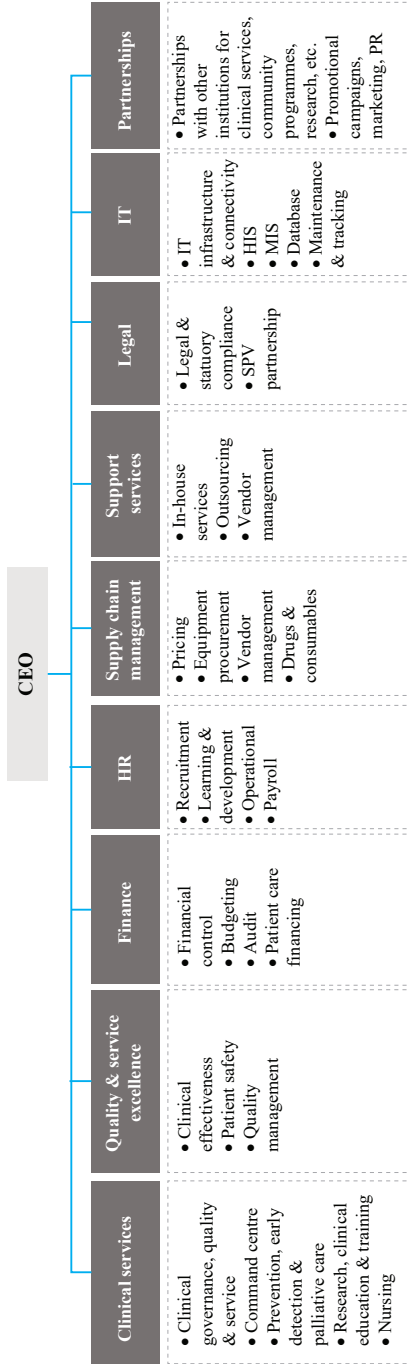 CEO
Clinical services
• Clinical
governance, quality
& service
• Command centre
• Prevention, early
detection &
palliative care
• Research, clinical
education & training
• Nursing
Quality & service
excellence
• Clinical
effectiveness
• Patient safety
• Quality
management
Finance
• Financial
control
• Budgeting
• Audit
• Patient care
financing
HR
• Recruitment
• Learning &
development
• Operational
• Payroll
Supply chain
management
• Pricing
• Equipment
procurement
• Vendor
management
• Drugs &
consumables
Support
services
• In-house
services
• Outsourcing
• Vendor
management
Legal
• Legal &
statuory
compliance
• SPV
partnership
IT
• IT
infrastructure
& connectivity
• HIS
• MIS
• Database
• Maintenance
& tracking
Partnerships
• Partnerships
with other
institutions for
clinical services,
community
programmes,
research, etc.
• Promotional
campaigns,
marketing, PR